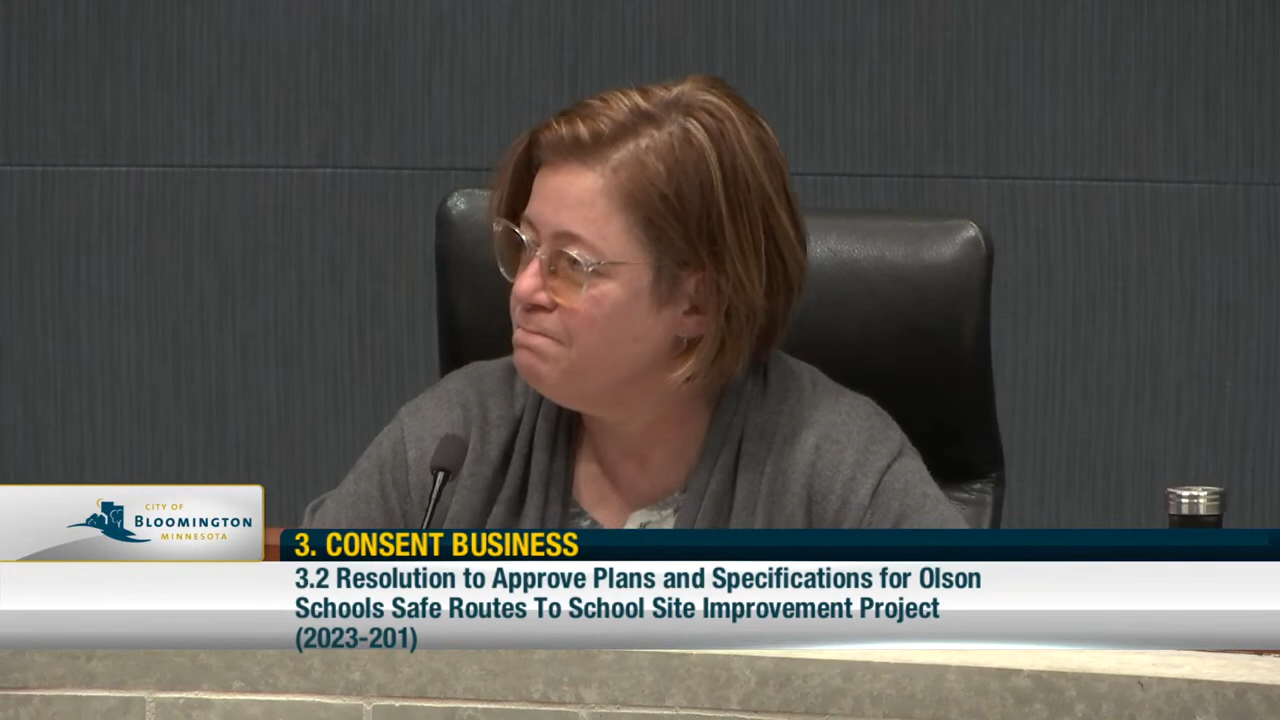 CITY OF
BLOOMINGTON
MINNESOTA
3. CONSENT BUSINESS
3.2 Resolution to Approve Plans and Specifications for Olson
Schools Safe Routes To School Site Improvement Project
(2023-201)